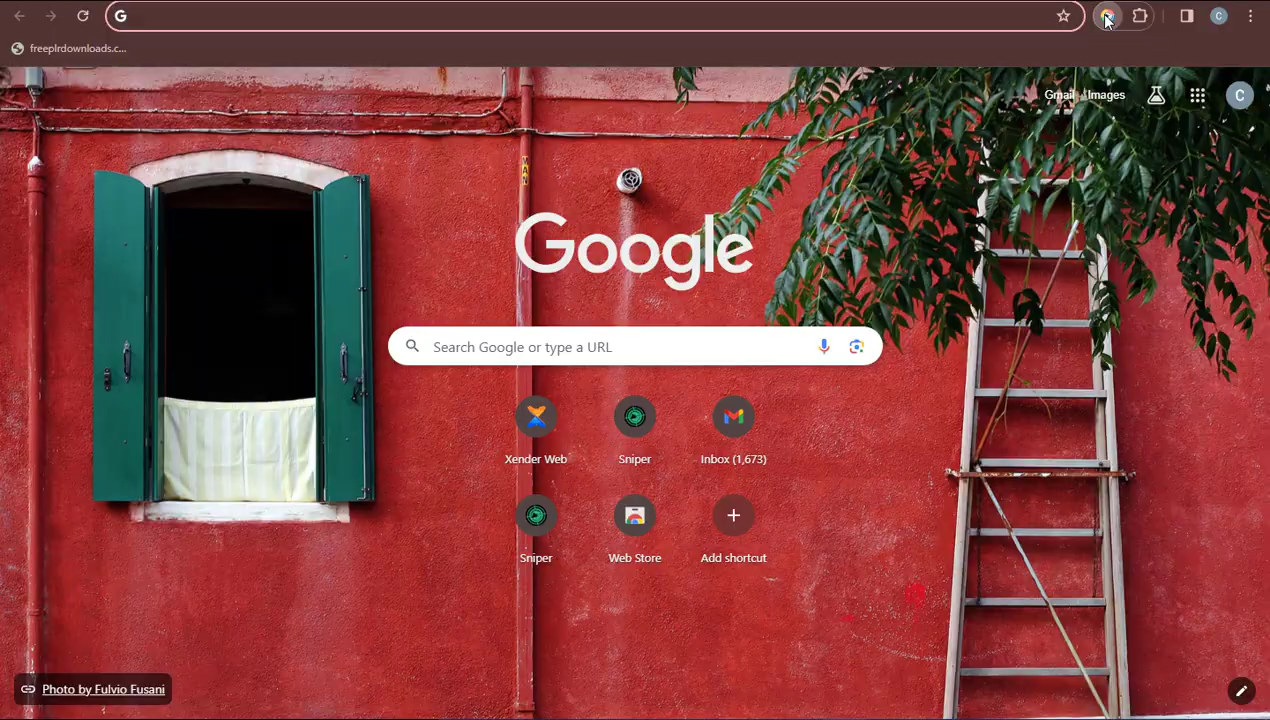 freeplrdownloads.c...
Gmail Images
C
Google
Search Google or type a URL
Xender Web
Sniper
Inbox (1,673)
Sniper
Web Store
Add shortcut
Photo by Fulvio Fusani